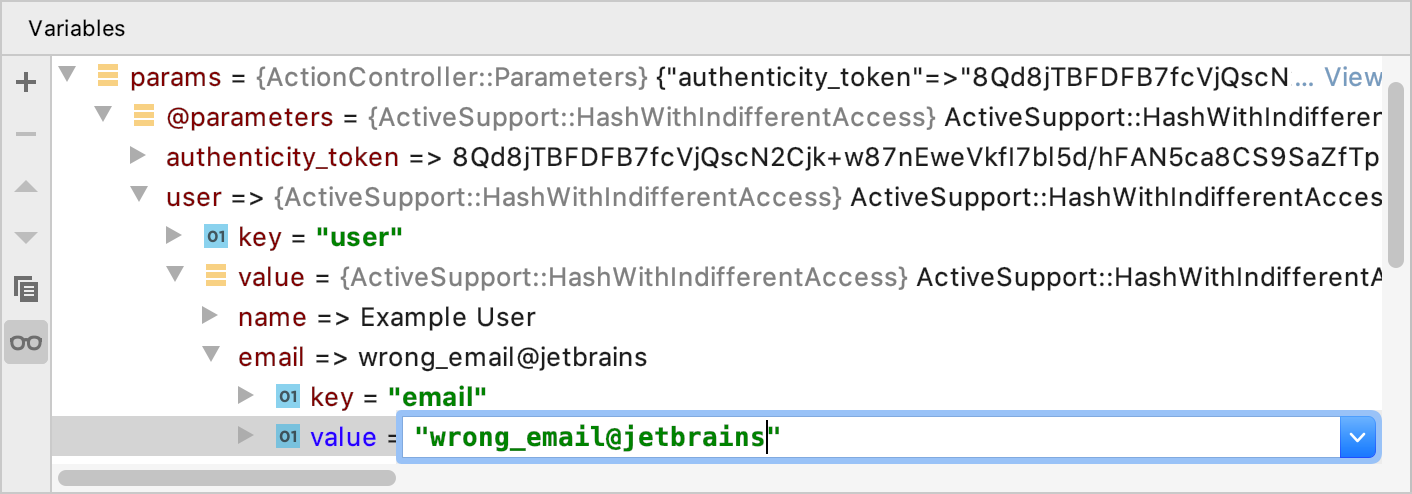 Variables
params = {ActionController::Parameters} {"authenticity_token"=>"8Qd8jTBFDFB7fcVjQscN ... View
@parameters = {ActiveSupport::HashWithIndifferentAccess} ActiveSupport::HashWithIndifferen
authenticity_token => 8Qd8jTBFDFB7fcVjQscN2Cjk+w87nEweVkfI7bl5d/hFAN5ca8CS9SaZfTp
user => {ActiveSupport::HashWithIndifferentAccess} ActiveSupport::HashWithIndifferentAcces
01 key = "user"
value = {ActiveSupport::HashWithIndifferentAccess} ActiveSupport::HashWithIndifferentA
name => Example User
email => wrong_email@jetbrains
01 key = "email"
01 value = "wrong_email@jetbrains"